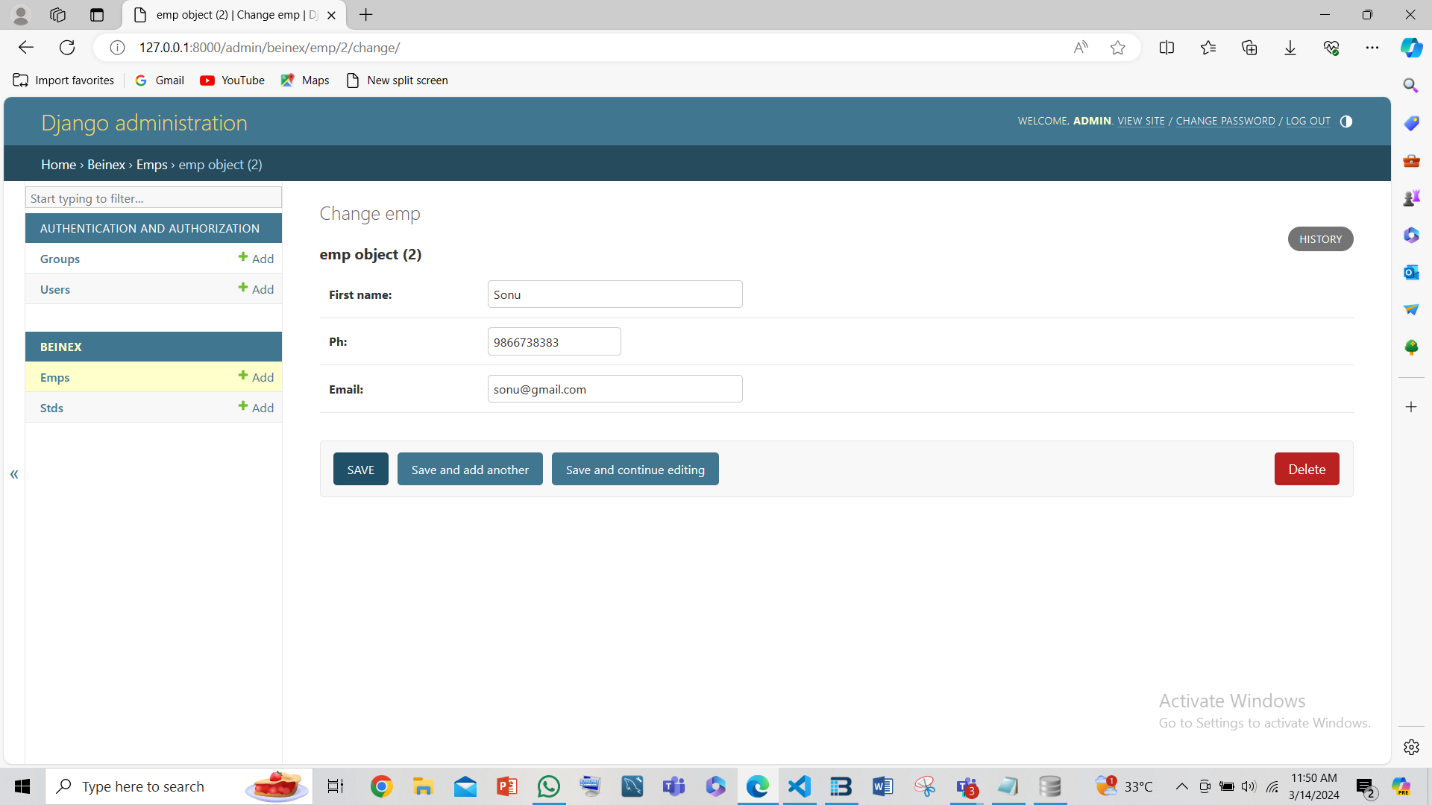 emp object (2) | Change emp | Dj
127.0.0.1:8000/admin/beinex/emp/2/change/
Import favorites Gmail YouTube Maps New split screen
Django administration
WELCOME, ADMIN. VIEW SITE / CHANGE PASSWORD / LOG OUT
Home › Beinex › Emps › emp object (2)
Start typing to filter...
AUTHENTICATION AND AUTHORIZATION
Groups Add
Users Add
BEINEX
Emps Add
Stds Add
«
Change emp
HISTORY
emp object (2)
First name: Sonu
Ph: 9866738383
Email: sonu@gmail.com
SAVE Save and add another Save and continue editing Delete
Activate Windows
Go to Settings to activate Windows.
Type here to search
3
1
33°C
11:50 AM
3/14/2024
2
PRE